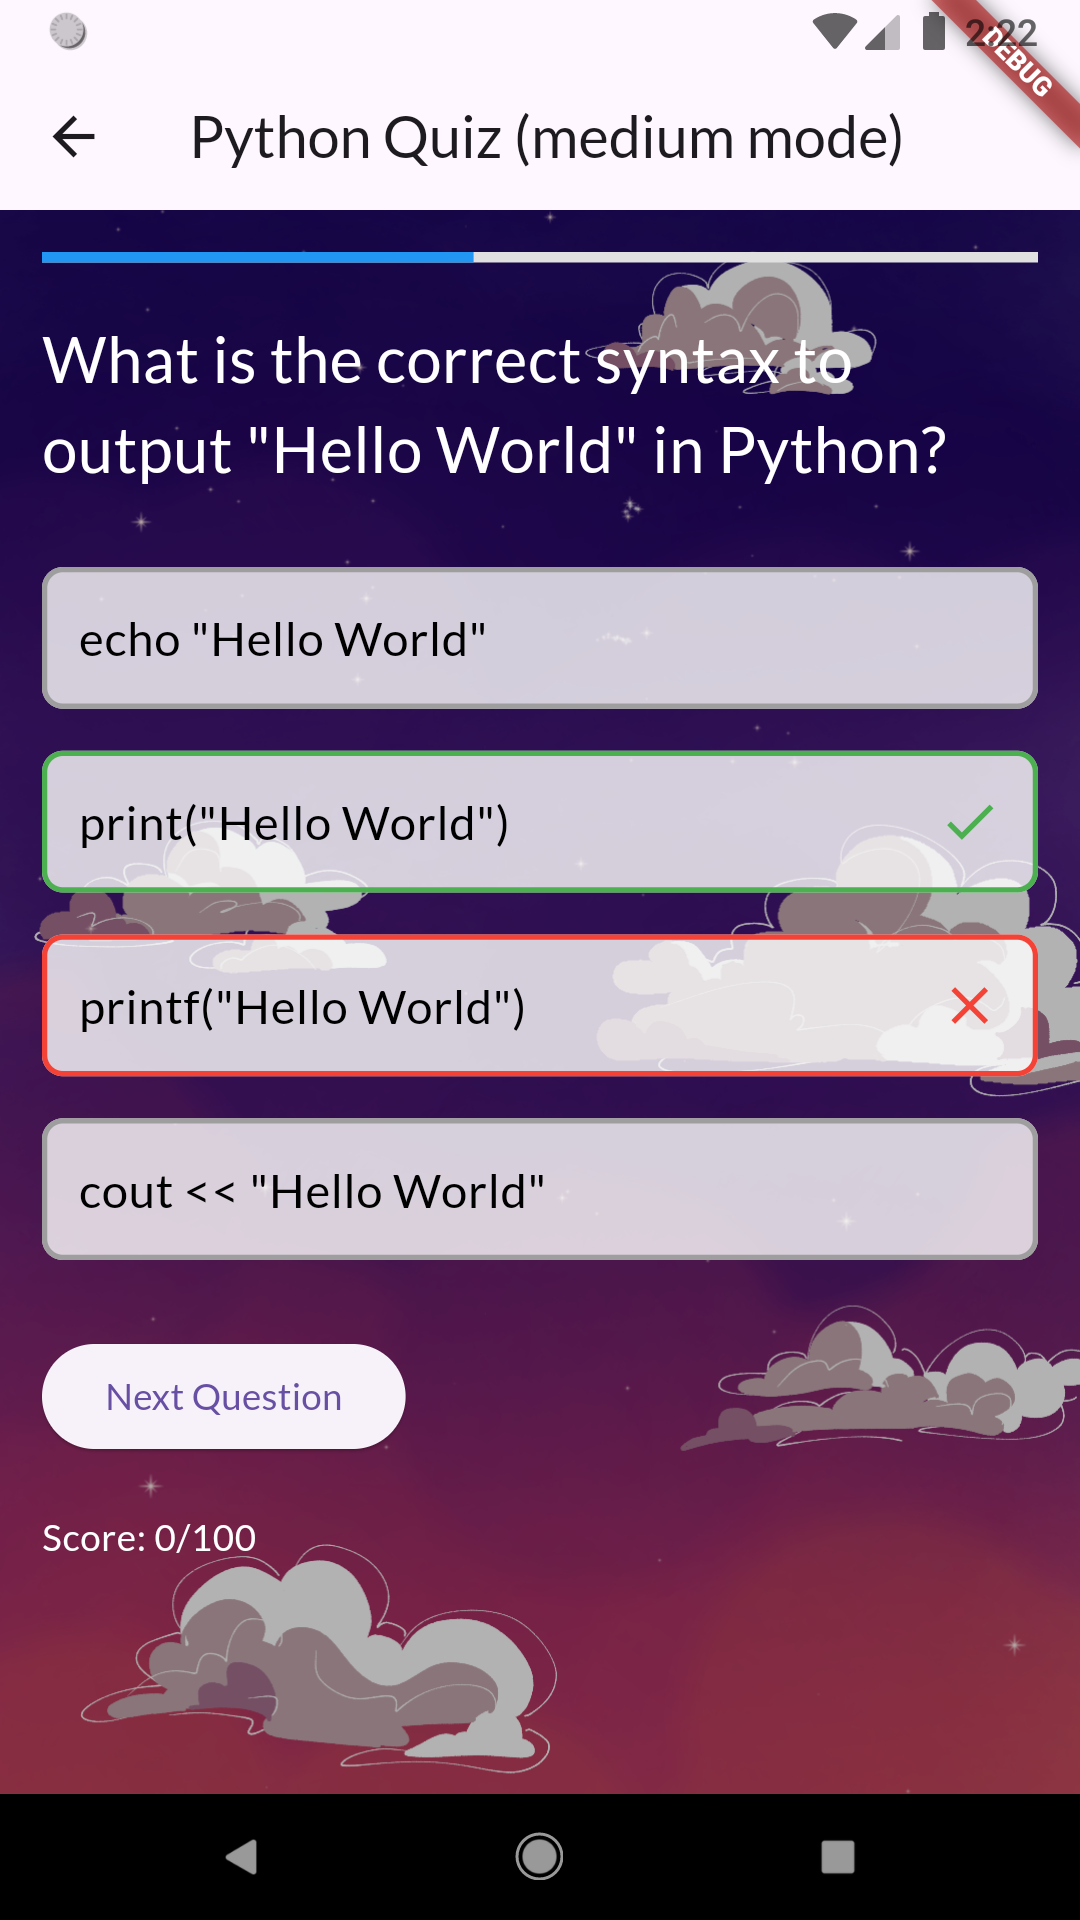 2:22
DEBUG
Python Quiz (medium mode)
What is the correct syntax to
output "Hello World" in Python?
echo "Hello World"
print("Hello World")
printf("Hello World")
cout << "Hello World"
Next Question
Score: 0/100